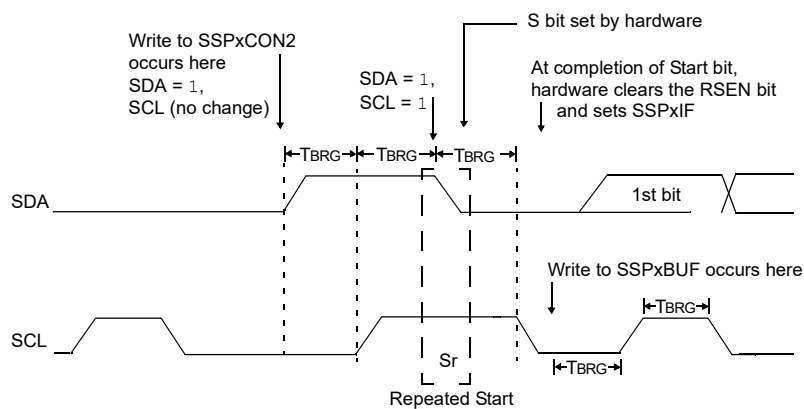 S bit set by hardware
Write to SSPxCON2
occurs here
SDA = 1,
SCL (no change)
SDA = 1,
SCL = 1
At completion of Start bit,
hardware clears the RSEN bit
and sets SSPxIF
TBRG TBRG TBRG
SDA
1st bit
Write to SSPxBUF occurs here
TBRG
SCL
Sr
TBRG
Repeated Start